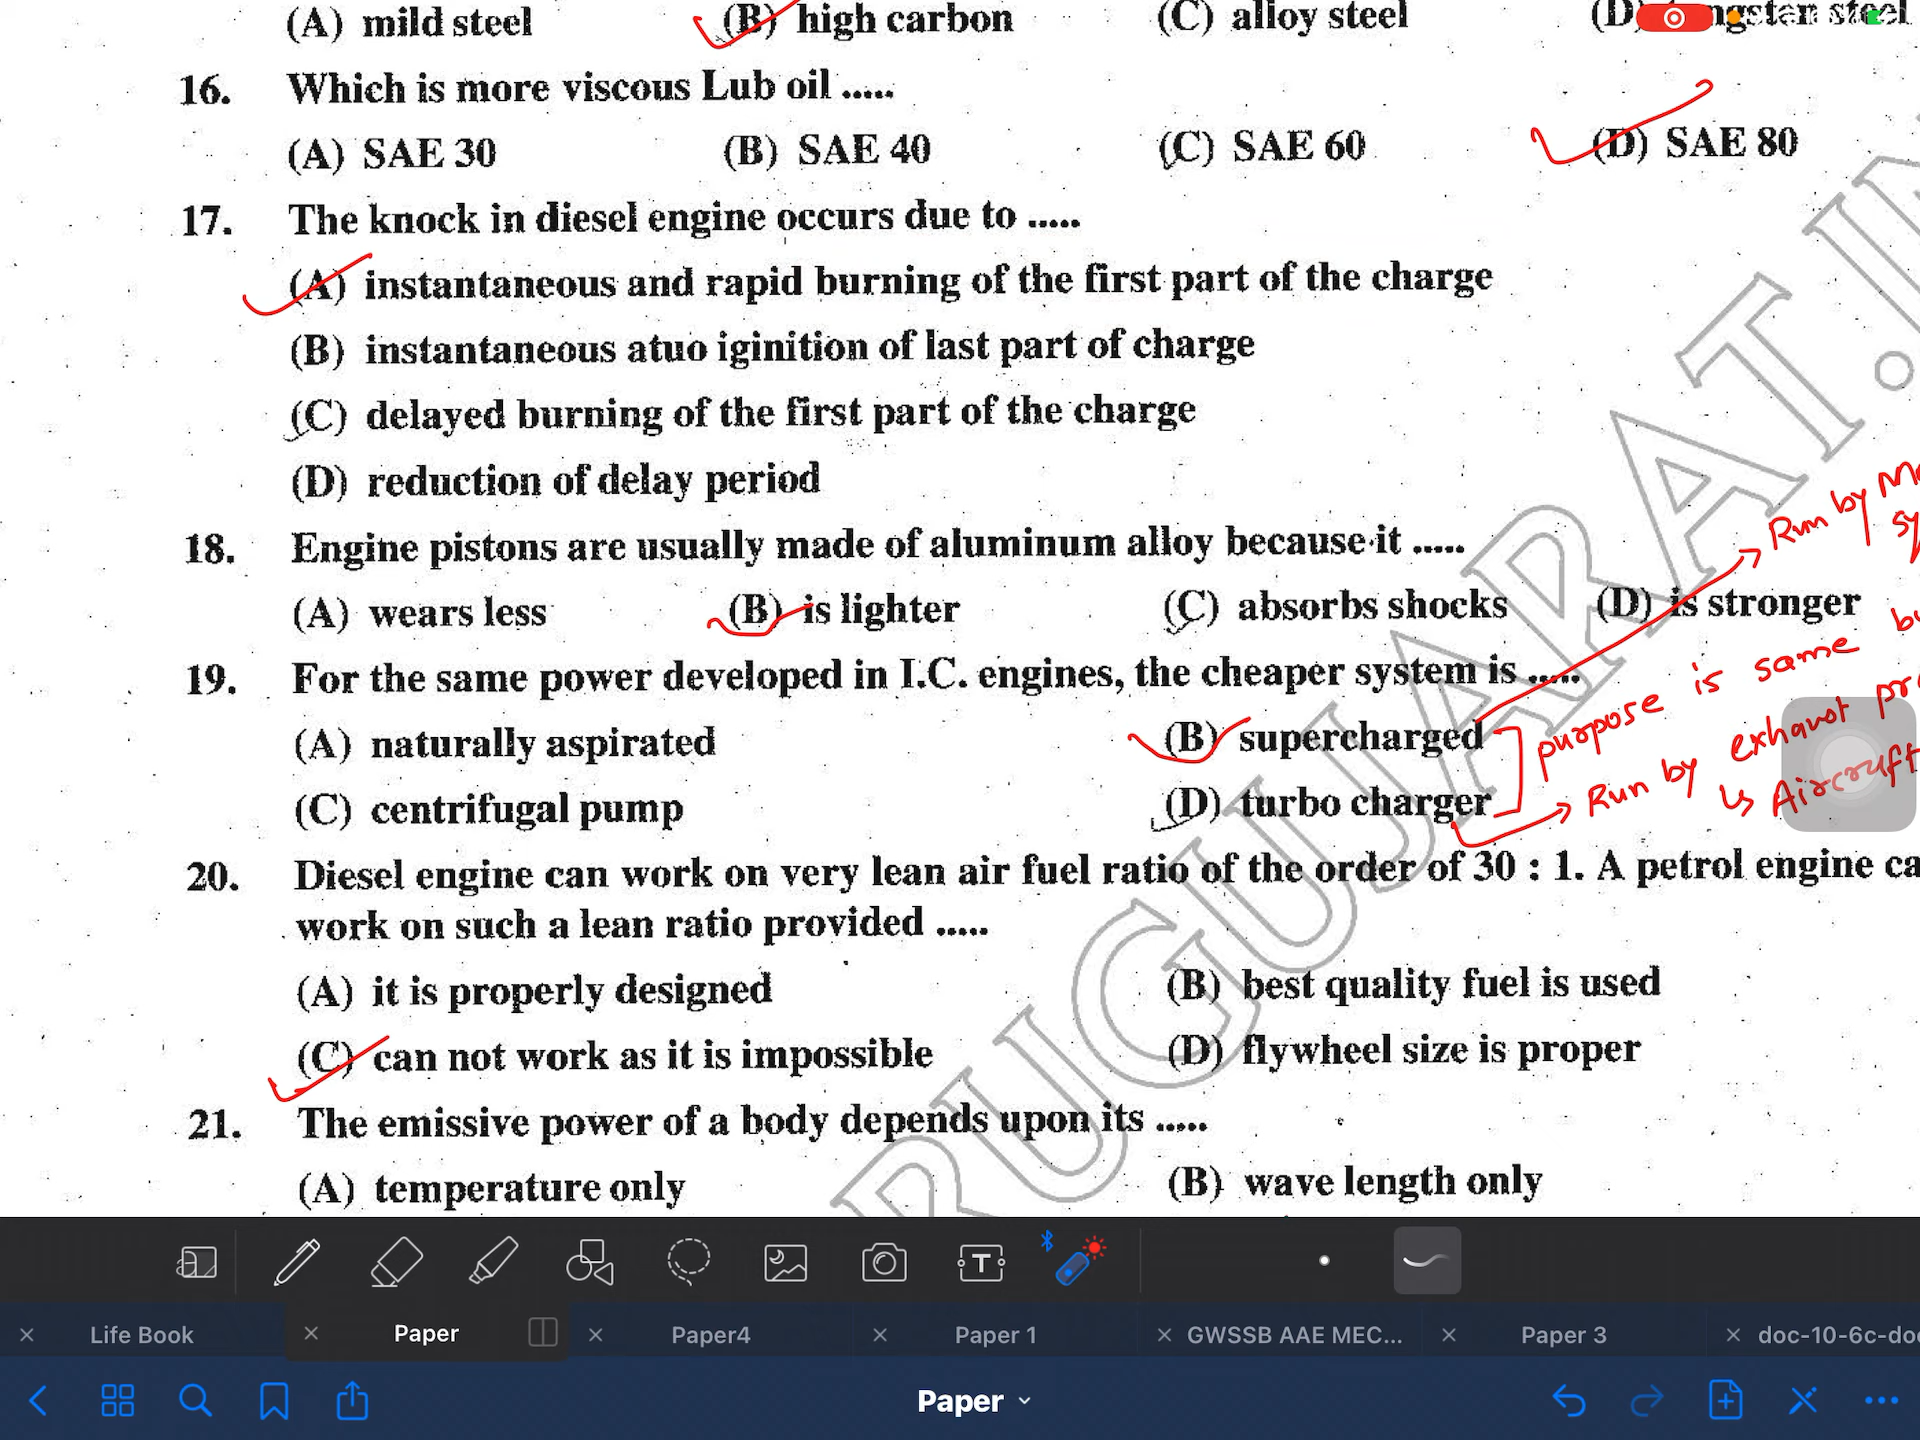 (A) mild steel (B) high carbon (C) alloy steel (D) steel
16. Which is more viscous Lub oil .....
(A) SAE 30 (B) SAE 40 (C) SAE 60 (D) SAE 80
17. The knock in diesel engine occurs due to .....
(A) instantaneous and rapid burning of the first part of the charge
(B) instantaneous atuo iginition of last part of charge
(C) delayed burning of the first part of the charge
(D) reduction of delay period
Run by
18. Engine pistons are usually made of aluminum alloy because it .....
(A) wears less (B) is lighter (C) absorbs shocks (D) is stronger
19. For the same power developed in I.C. engines, the cheaper system is .....
purpose is same
(A) naturally aspirated (B) supercharged
Run by exhaust
(C) centrifugal pump (D) turbo charger
↳ Aircraft
20. Diesel engine can work on very lean air fuel ratio of the order of 30 : 1. A petrol engine ca
work on such a lean ratio provided .....
(A) it is properly designed (B) best quality fuel is used
(C) can not work as it is impossible (D) flywheel size is proper
21. The emissive power of a body depends upon its .....
(A) temperature only (B) wave length only
RUGUJARAT.IN
Life Book Paper Paper4 Paper 1 GWSSB AAE MEC... Paper 3 doc-10-6c-doc
Paper